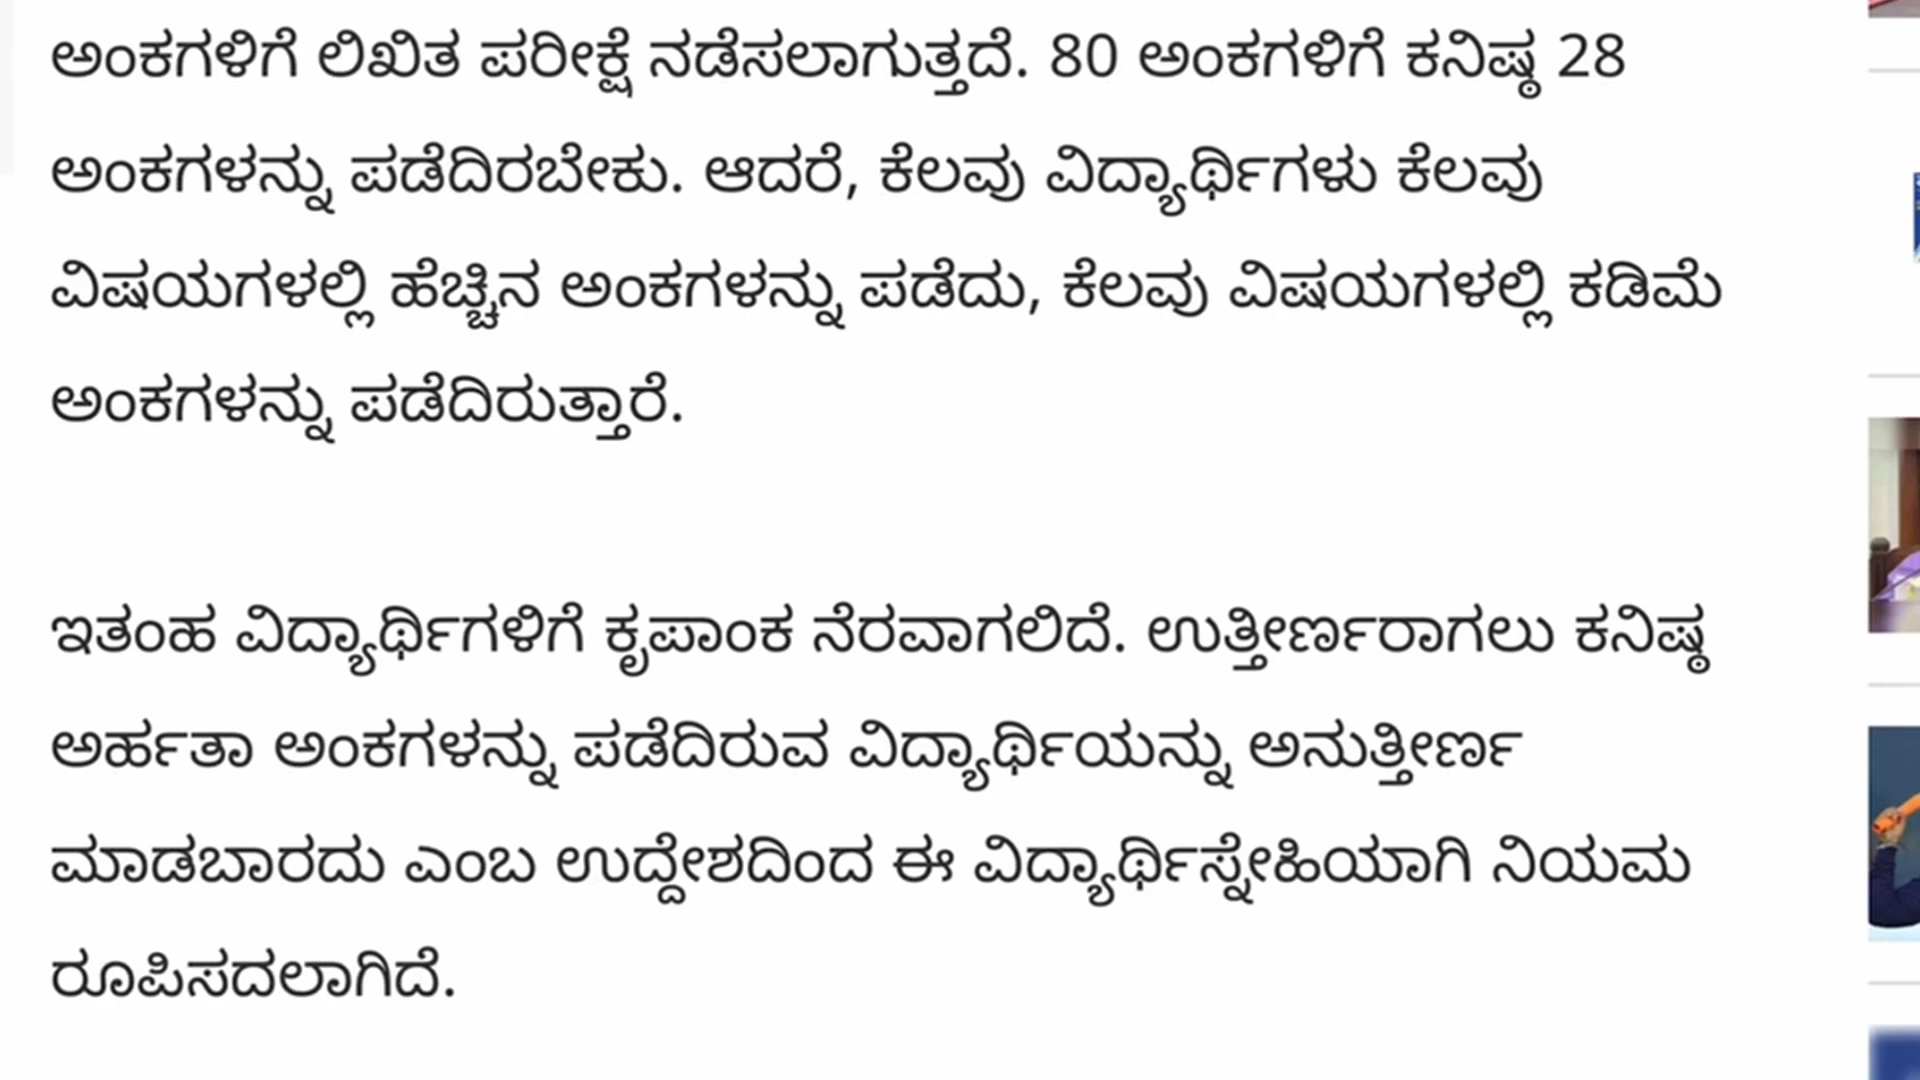 ಅಂಕಗಳಿಗೆ ಲಿಖಿತ ಪರೀಕ್ಷೆ ನಡೆಸಲಾಗುತ್ತದೆ. 80 ಅಂಕಗಳಿಗೆ ಕನಿಷ್ಠ 28
ಅಂಕಗಳನ್ನು ಪಡೆದಿರಬೇಕು. ಆದರೆ, ಕೆಲವು ವಿದ್ಯಾರ್ಥಿಗಳು ಕೆಲವು
ವಿಷಯಗಳಲ್ಲಿ ಹೆಚ್ಚಿನ ಅಂಕಗಳನ್ನು ಪಡೆದು, ಕೆಲವು ವಿಷಯಗಳಲ್ಲಿ ಕಡಿಮೆ
ಅಂಕಗಳನ್ನು ಪಡೆದಿರುತ್ತಾರೆ.
ಇತಂಹ ವಿದ್ಯಾರ್ಥಿಗಳಿಗೆ ಕೃಪಾಂಕ ನೆರವಾಗಲಿದೆ. ಉತ್ತೀರ್ಣರಾಗಲು ಕನಿಷ್ಠ
ಅರ್ಹತಾ ಅಂಕಗಳನ್ನು ಪಡೆದಿರುವ ವಿದ್ಯಾರ್ಥಿಯನ್ನು ಅನುತ್ತೀರ್ಣ
ಮಾಡಬಾರದು ಎಂಬ ಉದ್ದೇಶದಿಂದ ಈ ವಿದ್ಯಾರ್ಥಿಸ್ನೇಹಿಯಾಗಿ ನಿಯಮ
ರೂಪಿಸದಲಾಗಿದೆ.